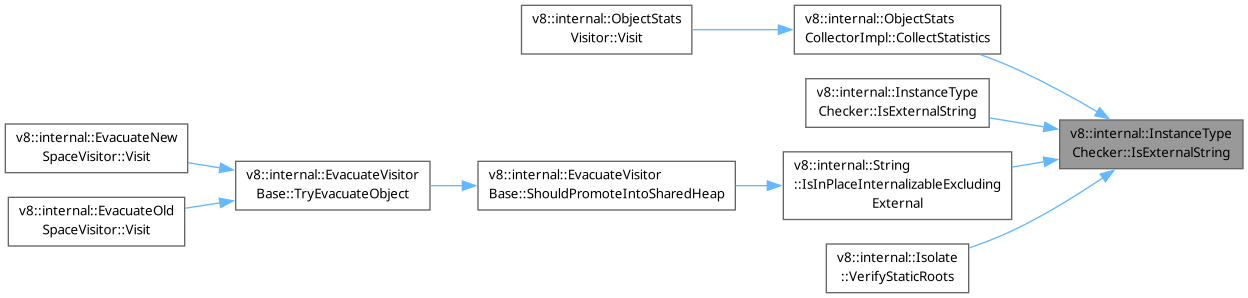 v8::internal::ObjectStats
Visitor::Visit
v8::internal::ObjectStats
CollectorImpl::CollectStatistics
v8::internal::InstanceType
Checker::IsExternalString
v8::internal::InstanceType
Checker::IsExternalString
v8::internal::EvacuateNew
SpaceVisitor::Visit
v8::internal::EvacuateVisitor
Base::TryEvacuateObject
v8::internal::EvacuateVisitor
Base::ShouldPromoteIntoSharedHeap
v8::internal::String
::IsInPlaceInternalizableExcluding
External
v8::internal::EvacuateOld
SpaceVisitor::Visit
v8::internal::Isolate
::VerifyStaticRoots